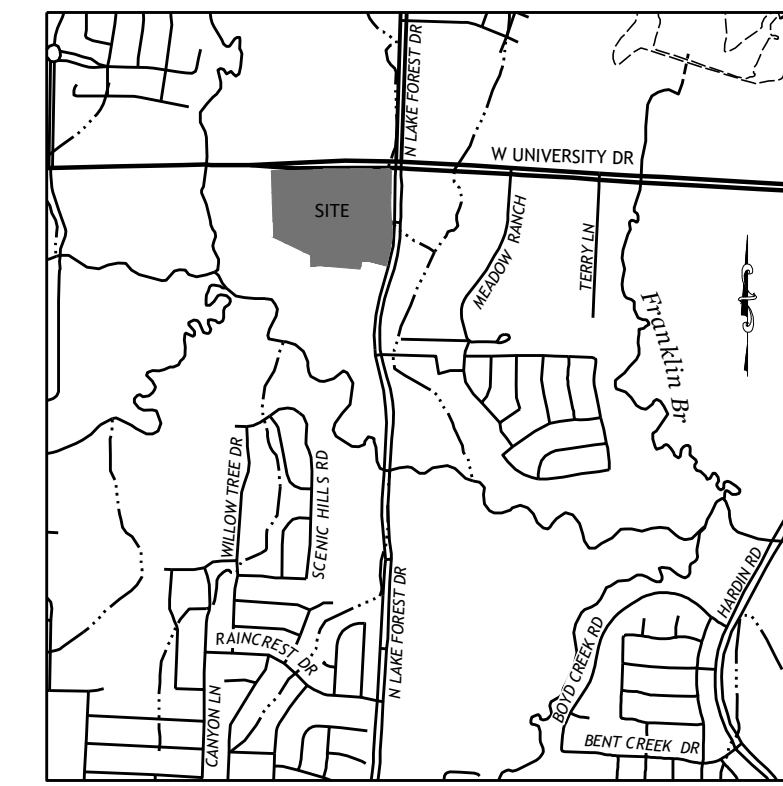 N LAKE FOREST DR
W UNIVERSITY DR
SITE
MEADOW RANCH
TERRY LN
Franklin Br
WILLOW TREE DR
SCENIC HILLS RD
HARDIN RD
N LAKE FOREST DR
RAINCREST DR
BOYD CREEK RD
CANYON LN
BENT CREEK DR